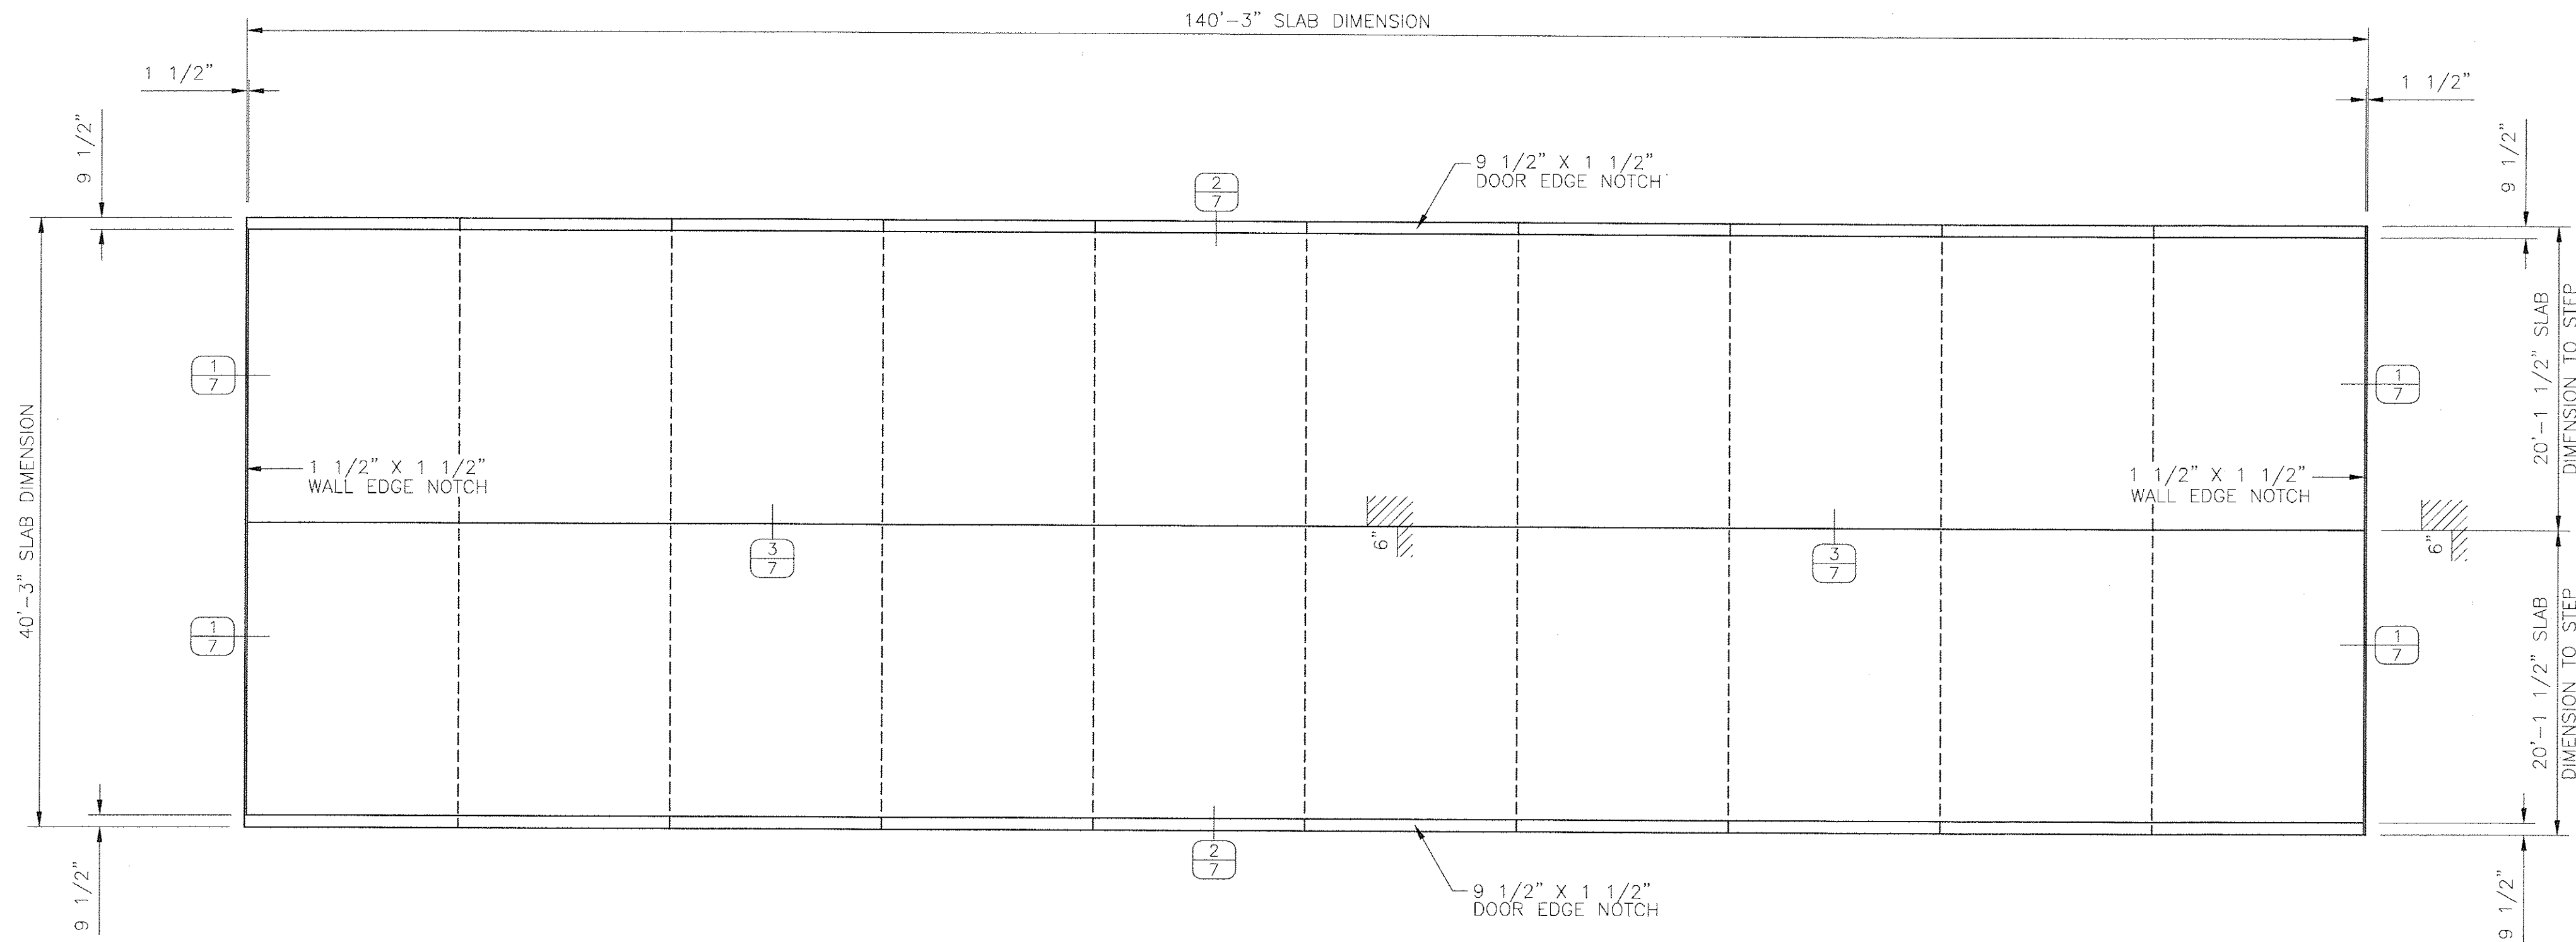 140'-3" SLAB DIMENSION
1 1/2"
1 1/2"
9 1/2"
9 1/2"
9 1/2" X 1 1/2"
DOOR EDGE NOTCH
2
7
1
7
1
7
40'-3" SLAB DIMENSION
20'-1 1/2" SLAB
DIMENSION TO STEP
1 1/2" X 1 1/2"
WALL EDGE NOTCH
1 1/2" X 1 1/2"
WALL EDGE NOTCH
6"
6"
3
7
3
7
1
7
1
7
20'-1 1/2" SLAB
DIMENSION TO STEP
2
7
9 1/2"
9 1/2" X 1 1/2"
DOOR EDGE NOTCH
9 1/2"